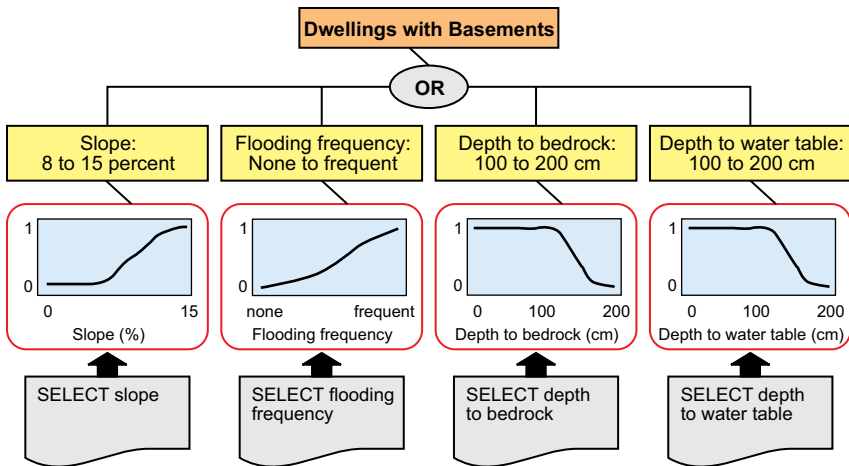 Dwellings with Basements
OR
Slope:
8 to 15 percent
Flooding frequency:
None to frequent
Depth to bedrock:
100 to 200 cm
Depth to water table:
100 to 200 cm
1
0
0
15
Slope (%)
1
0
none
frequent
Flooding frequency
1
0
0
100
200
Depth to bedrock (cm)
1
0
0
100
200
Depth to water table (cm)
SELECT slope
SELECT flooding
frequency
SELECT depth
to bedrock
SELECT depth
to water table